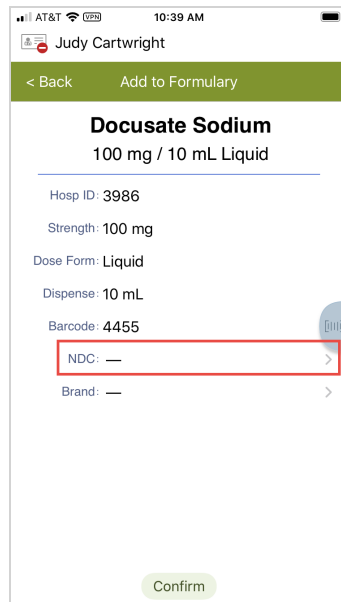 AT&T VPN 10:39 AM
Judy Cartwright
< Back Add to Formulary
Docusate Sodium
100 mg / 10 mL Liquid
Hosp ID: 3986
Strength: 100 mg
Dose Form: Liquid
Dispense: 10 mL
Barcode: 4455
NDC: —
Brand: —
Confirm